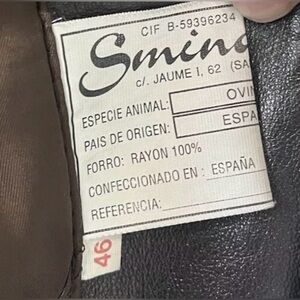 CIF B-59396234
Smin
c/. JAUME I, 62 (SA
ESPECIE ANIMAL: OVIN
PAIS DE ORIGEN: ESPA
FORRO: RAYON 100%
CONFECCIONADO EN : ESPAÑA
REFERENCIA:
46